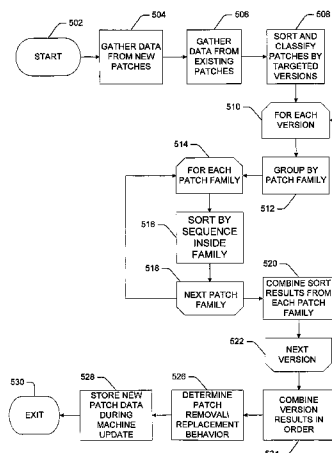 502
504
506
508
START
GATHER DATA
FROM NEW
PATCHES
GATHER
DATA FROM
EXISTING
PATCHES
SORT AND
CLASSIFY
PATCHES BY
TARGETED
VERSIONS
510
FOR EACH
VERSION
514
FOR EACH
PATCH FAMILY
GROUP BY
PATCH FAMILY
512
516
SORT BY
SEQUENCE
INSIDE
FAMILY
518
NEXT PATCH
FAMILY
520
COMBINE SORT
RESULTS FROM
EACH PATCH
FAMILY
522
NEXT
VERSION
530
528
526
EXIT
STORE NEW
PATCH DATA
DURING
MACHINE
UPDATE
DETERMINE
PATCH
REMOVAL/
REPLACEMENT
BEHAVIOR
COMBINE
VERSION
RESULTS IN
ORDER
524